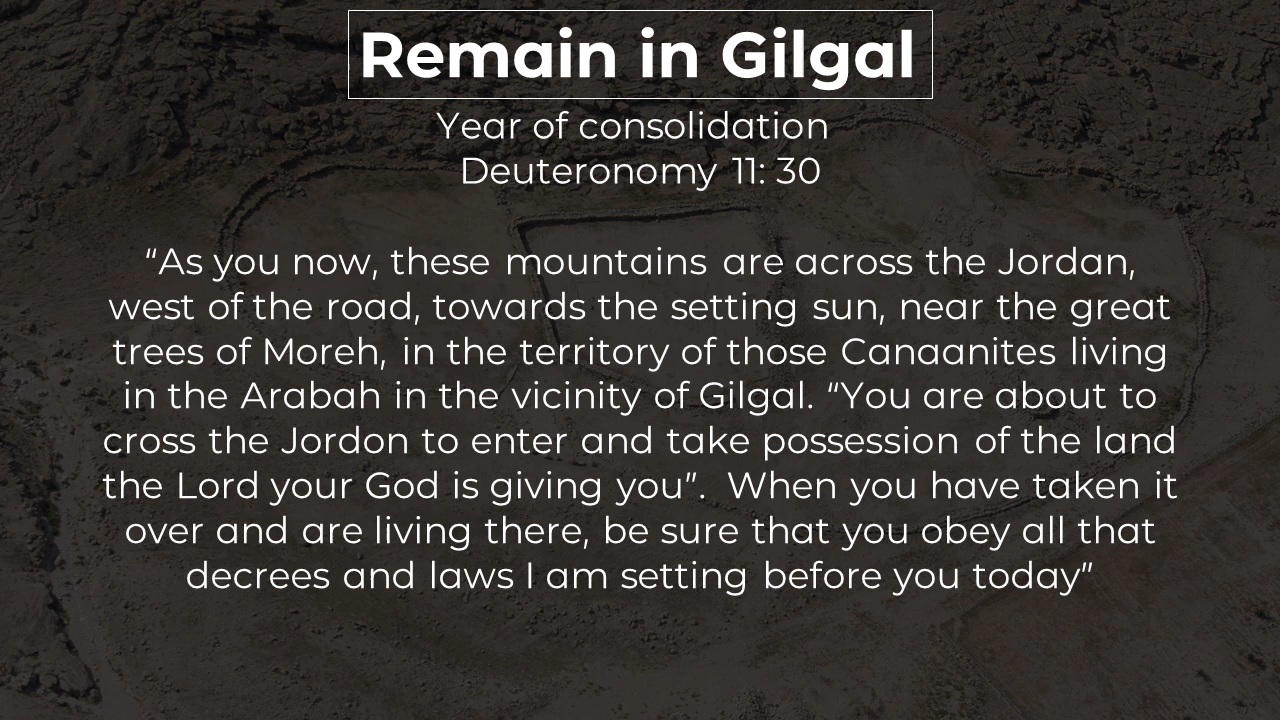 Remain in Gilgal
Year of consolidation
Deuteronomy 11: 30
“As you now, these mountains are across the Jordan,
west of the road, towards the setting sun, near the great
trees of Moreh, in the territory of those Canaanites living
in the Arabah in the vicinity of Gilgal. “You are about to
cross the Jordon to enter and take possession of the land
the Lord your God is giving you”. When you have taken it
over and are living there, be sure that you obey all that
decrees and laws I am setting before you today”